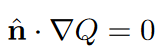 n̂ · ∇Q = 0